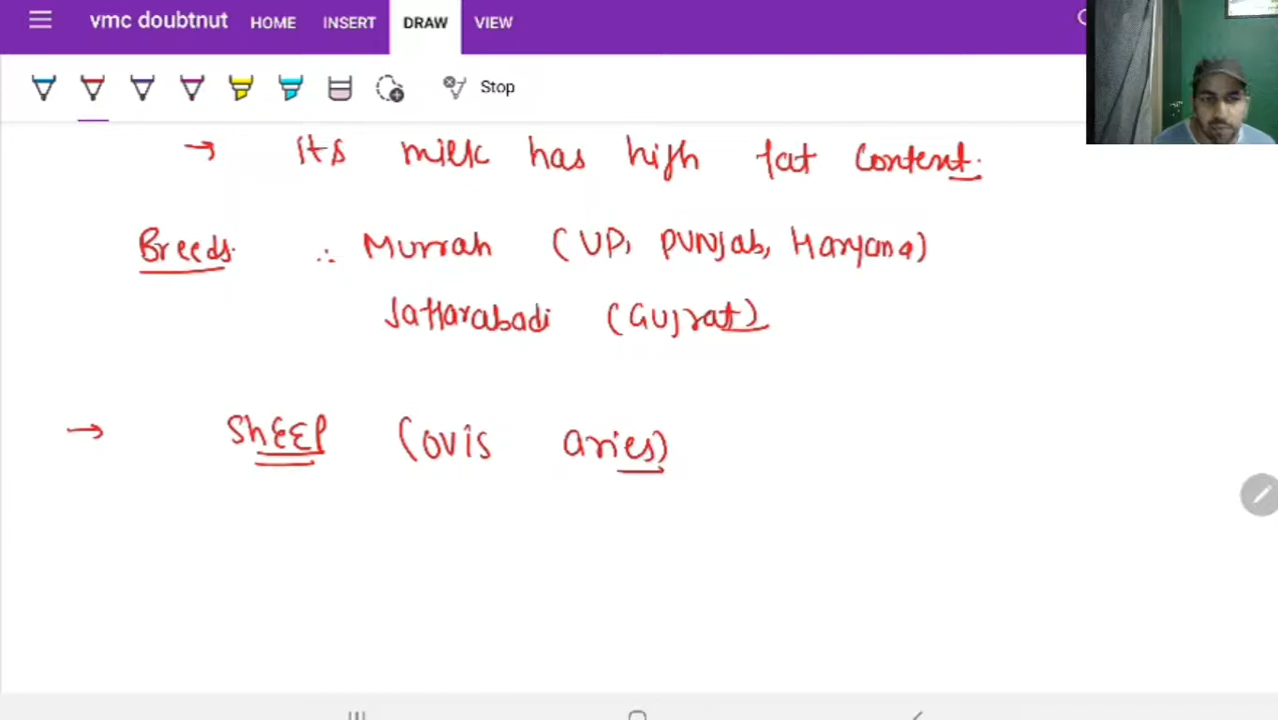 vmc doubtnut HOME INSERT DRAW VIEW
Stop
→ Its milk has high fat content.
Breeds ∴ Murrah (UP, Punjab, Haryana)
Jaffarabadi (Gujrat)
→ ShEEP (ovis aries)